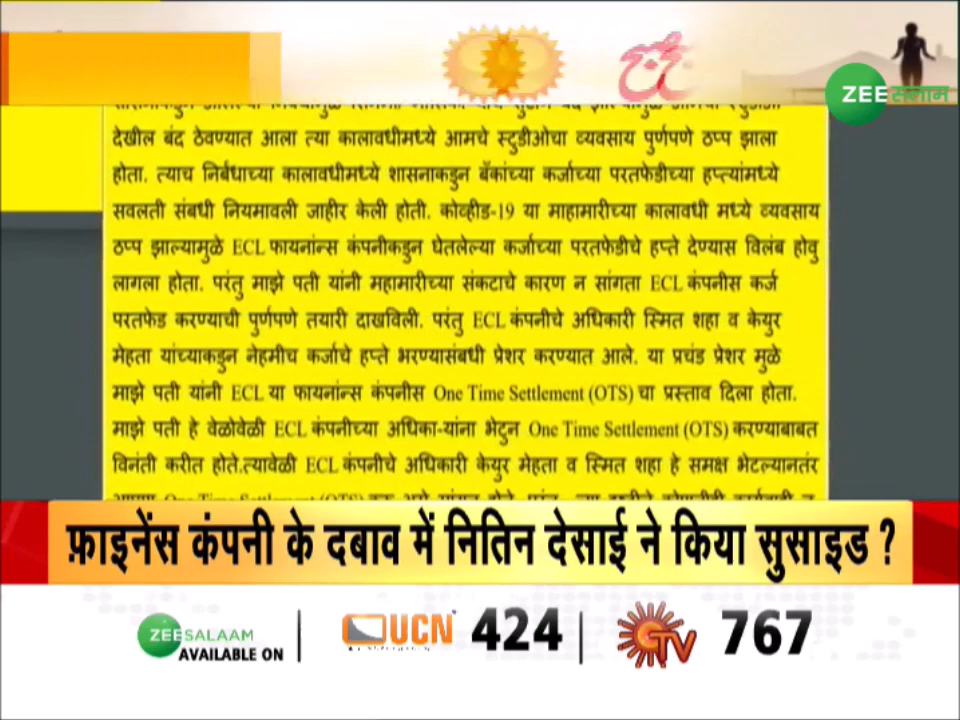 ZEE सलाम
देखील बंद ठेवण्यात आला त्या कालावधीमध्ये आमचे स्टुडीओचा व्यवसाय पुर्णपणे ठप्प झाला
होता. त्याच निर्बंधाच्या कालावधीमध्ये शासनाकडुन बँकांच्या कर्जाच्या परतफेडीच्या हप्त्यांमध्ये
सवलती संबधी नियमावली जाहीर केली होती. कोव्हीड-19 या माहामारीच्या कालावधी मध्ये व्यवसाय
ठप्प झाल्यामुळे ECL फायनांन्स कंपनीकडुन घेतलेल्या कर्जाच्या परतफेडीचे हप्ते देण्यास विलंब होवु
लागला होता. परंतु माझे पती यांनी महामारीच्या संकटाचे कारण न सांगता ECL कंपनीस कर्ज
परतफेड करण्याची पुर्णपणे तयारी दाखविली. परंतु ECL कंपनीचे अधिकारी स्मित शहा व केयुर
मेहता यांच्याकडुन नेहमीच कर्जाचे हप्ते भरण्यासंबधी प्रेशर करण्यात आले. या प्रचंड प्रेशर मुळे
माझे पती यांनी ECL या फायनांन्स कंपनीस One Time Settlement (OTS) चा प्रस्ताव दिला होता.
माझे पती हे वेळोवेळी ECL कंपनीच्या अधिका-यांना भेटुन One Time Settlement (OTS) करण्याबाबत
विनंती करीत होते.त्यावेळी ECL कंपनीचे अधिकारी केयुर मेहता व स्मित शहा हे समक्ष भेटल्यानतंर
फ़ाइनेंस कंपनी के दबाव में नितिन देसाई ने किया सुसाइड ?
ZEE SALAAM
AVAILABLE ON
UCN 424
TV 767